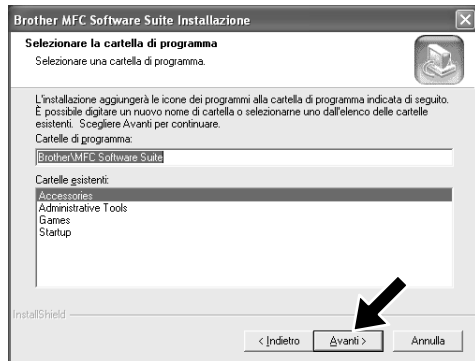 Brother MFC Software Suite Installazione
Selezionare la cartella di programma
Selezionare una cartella di programma.
L'installazione aggiungerà le icone dei programmi alla cartella di programma indicata di seguito.
È possibile digitare un nuovo nome di cartella o selezionarne uno dall'elenco delle cartelle
esistenti. Scegliere Avanti per continuare.
Cartelle di programma:
Brother\MFC Software Suite
Cartelle esistenti:
Accessories
Administrative Tools
Games
Startup
InstallShield
< Indietro
Avanti >
Annulla